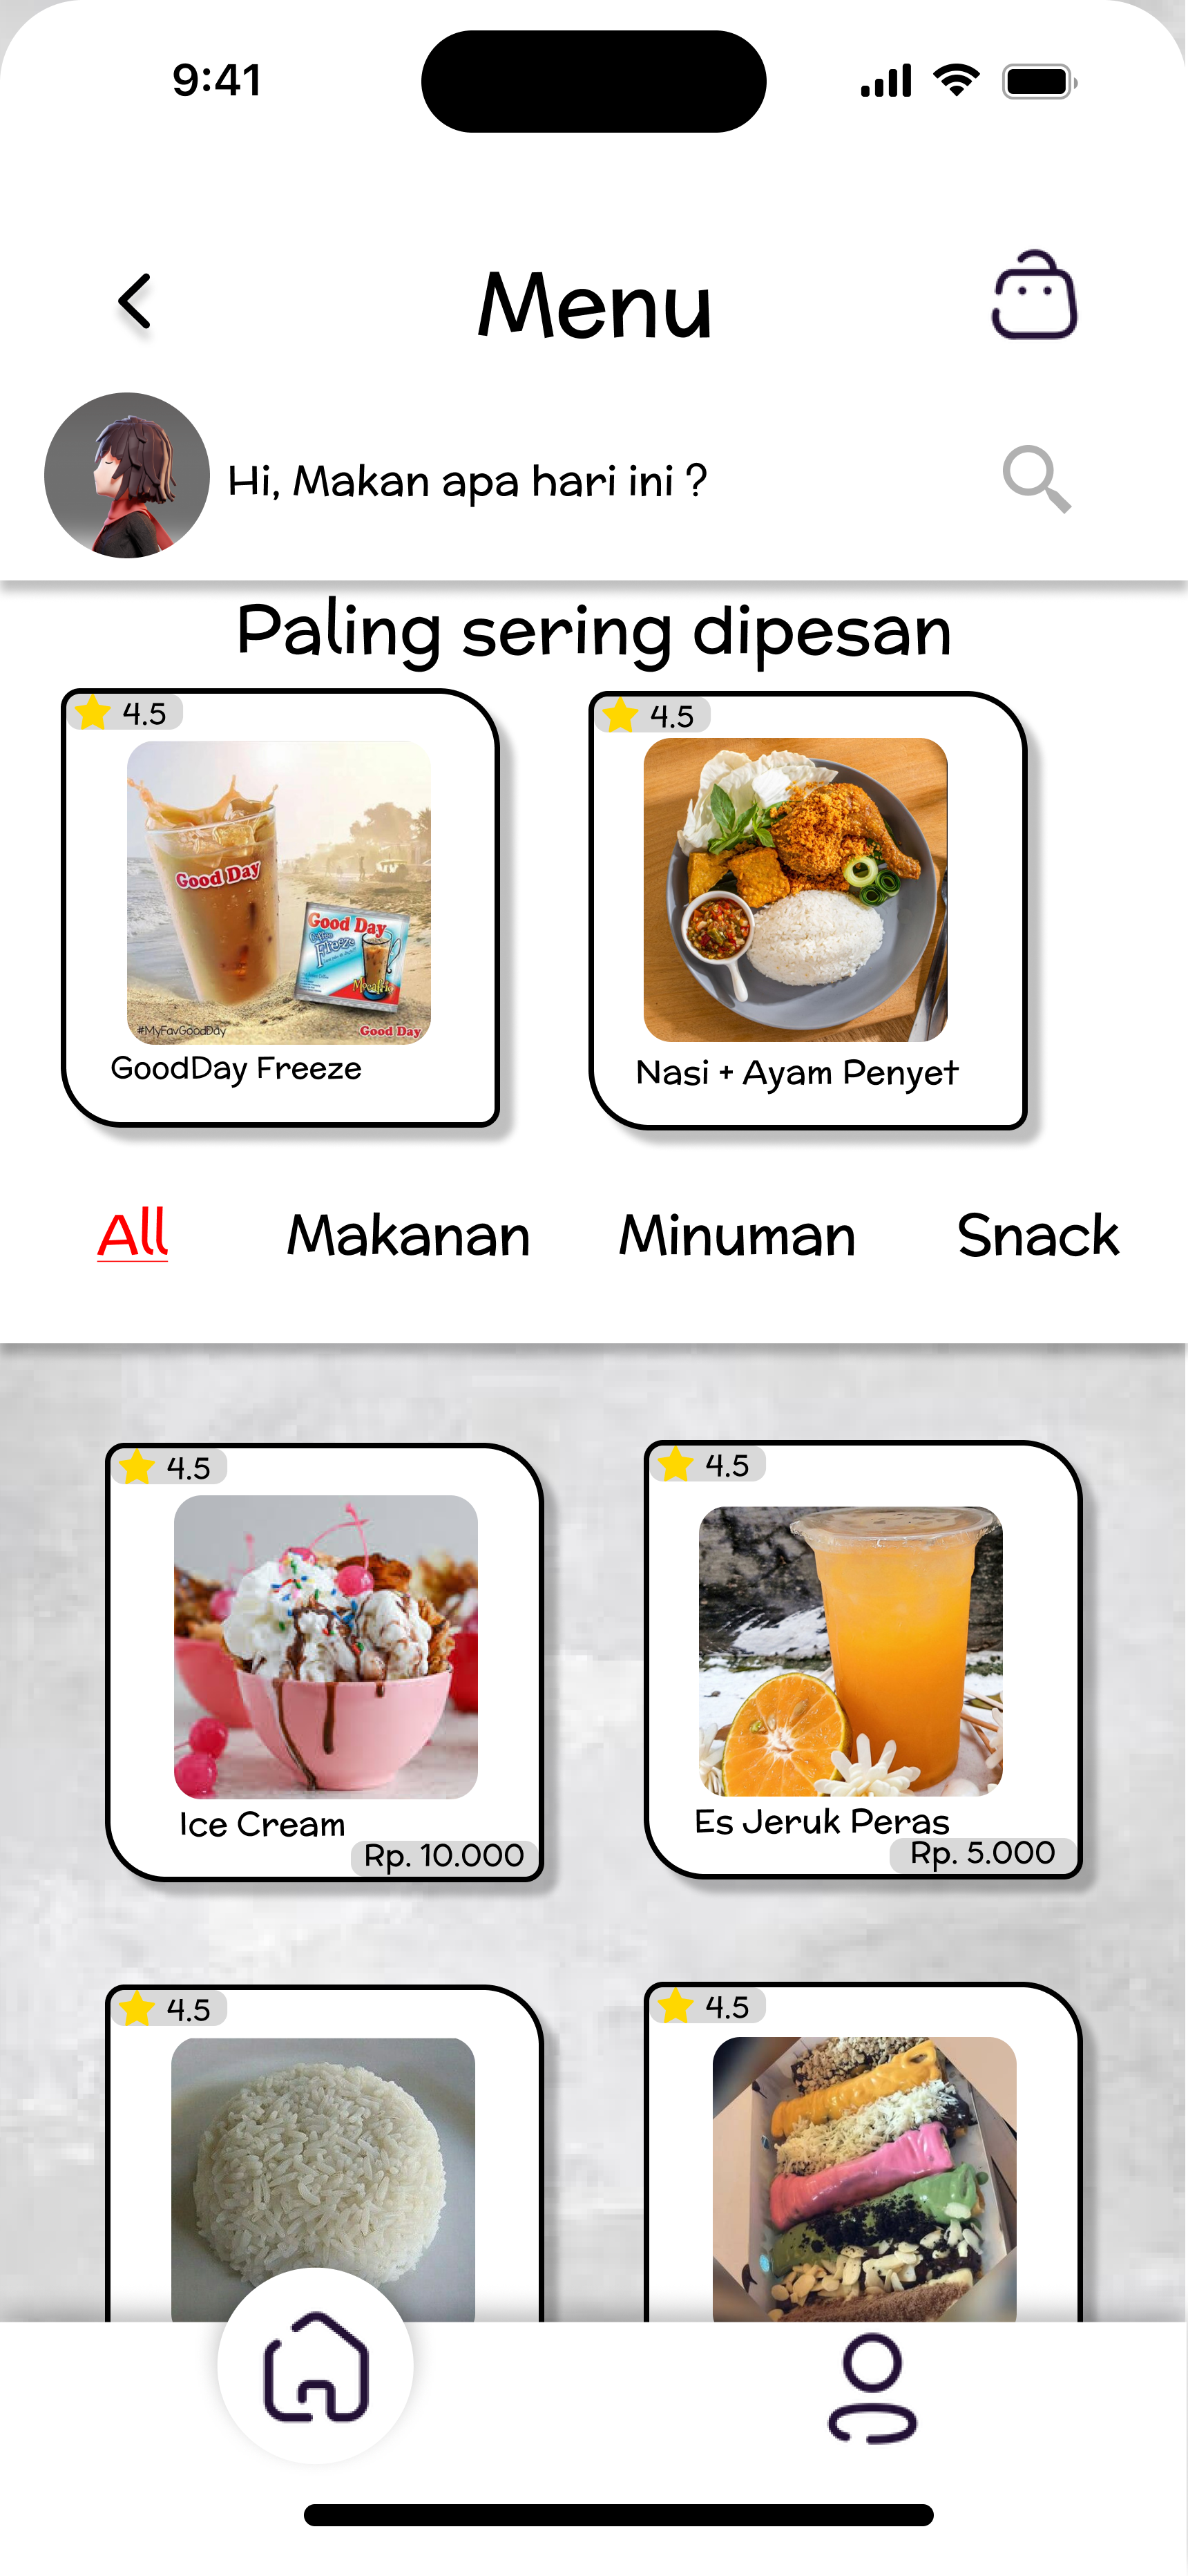 9:41
Menu
Hi, Makan apa hari ini ?
Paling sering dipesan
4.5
4.5
Good Day
Good Day
Freeze
Mocaffio
#MyFavGoodDay
Good Day
GoodDay Freeze
Nasi + Ayam Penyet
All Makanan Minuman Snack
4.5
4.5
Ice Cream
Rp. 10.000
Es Jeruk Peras
Rp. 5.000
4.5
4.5